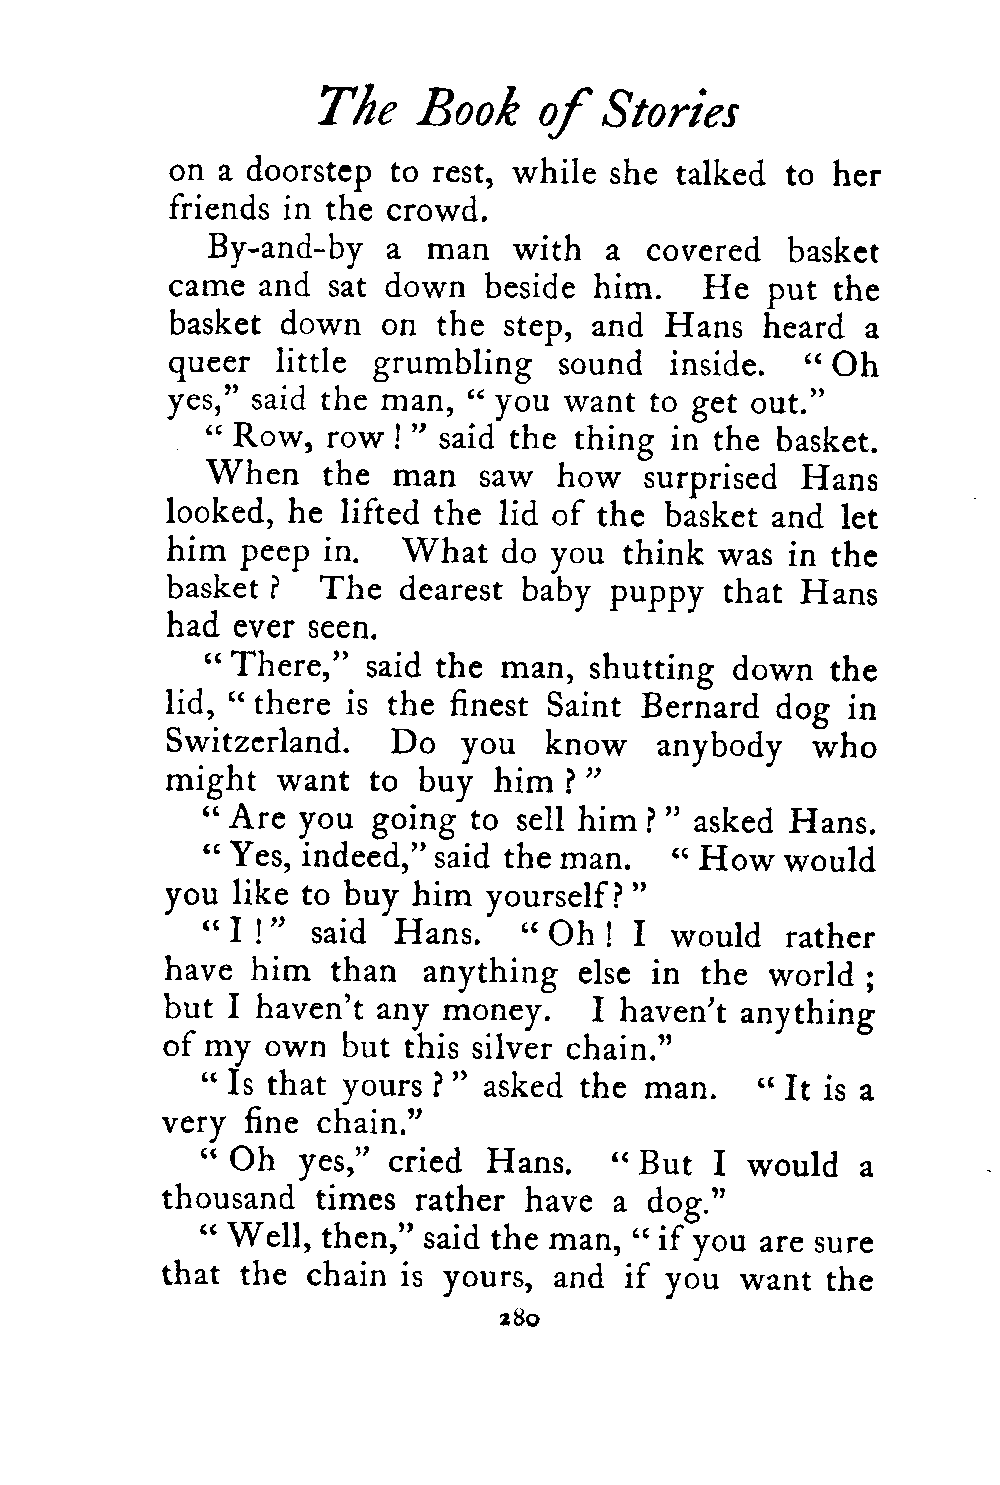 The Book of Stories
on a doorstep to rest, while she talked to her
friends in the crowd.
By-and-by a man with a covered basket
came and sat down beside him. He put the
basket down on the step, and Hans heard a
queer little grumbling sound inside. “ Oh
yes,” said the man, “ you want to get out.”
“ Row, row ! ” said the thing in the basket.
When the man saw how surprised Hans
looked, he lifted the lid of the basket and let
him peep in. What do you think was in the
basket ? The dearest baby puppy that Hans
had ever seen.
“ There,” said the man, shutting down the
lid, “ there is the finest Saint Bernard dog in
Switzerland. Do you know anybody who
might want to buy him ? ”
“ Are you going to sell him ? ” asked Hans.
“ Yes, indeed,” said the man. “ How would
you like to buy him yourself ? ”
“ I ! ” said Hans. “ Oh ! I would rather
have him than anything else in the world ;
but I haven’t any money. I haven’t anything
of my own but this silver chain.”
“ Is that yours ? ” asked the man. “ It is a
very fine chain.”
“ Oh yes,” cried Hans. “ But I would a
thousand times rather have a dog.”
“ Well, then,” said the man, “ if you are sure
that the chain is yours, and if you want the
280